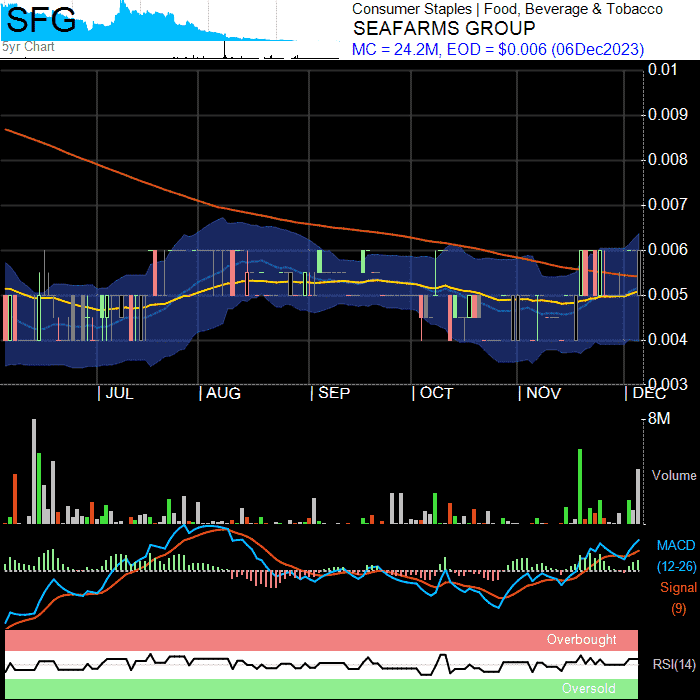 SFG
5yr Chart
Consumer Staples | Food, Beverage & Tobacco
SEAFARMS GROUP
MC = 24.2M, EOD = $0.006 (06Dec2023)
0.01
0.009
0.008
0.007
0.006
0.005
0.004
0.003
| JUL | AUG | SEP | OCT | NOV | DEC
8M
Volume
MACD
(12-26)
Signal
(9)
Overbought
RSI(14)
Oversold